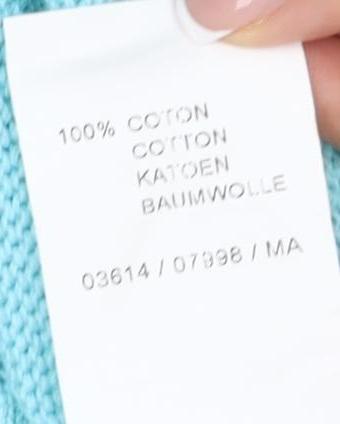 100% COTON
COTTON
KATOEN
BAUMWOLLE
03614 / 07998 / MA